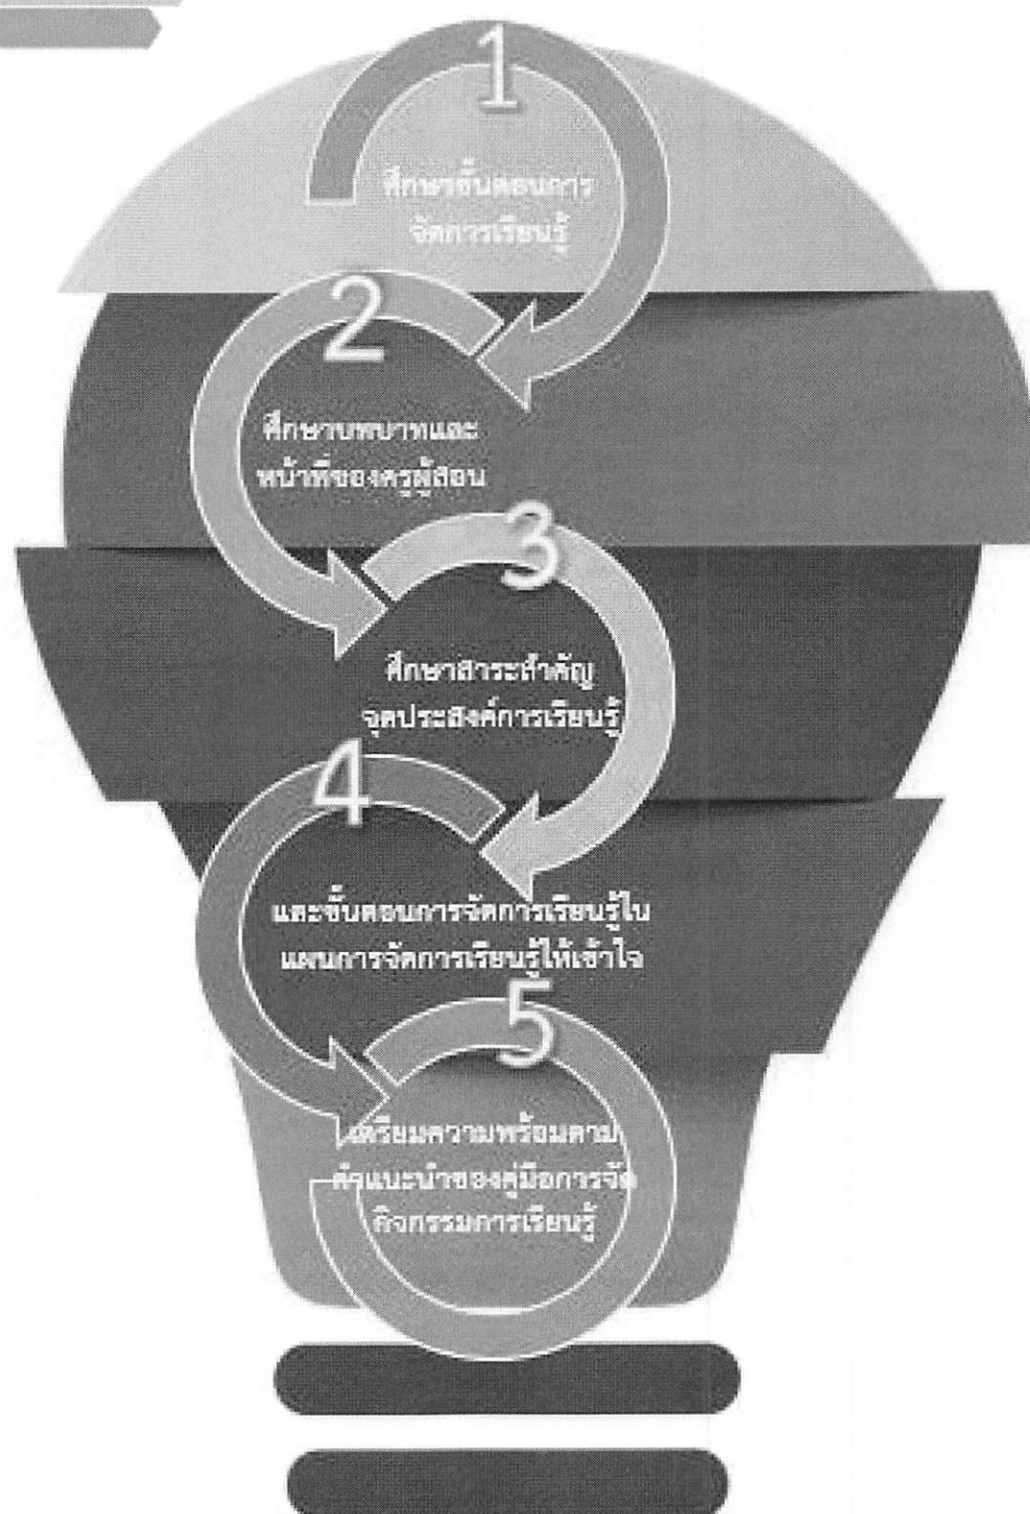 1
ศึกษาขั้นตอนการ
จัดการเรียนรู้
2
ศึกษาบทบาทและ
หน้าที่ของครูผู้สอน
3
ศึกษาสาระสำคัญ
จุดประสงค์การเรียนรู้
4
และขั้นตอนการจัดการเรียนรู้ใน
แผนการจัดการเรียนรู้ให้เข้าใจ
5
เตรียมความพร้อมตาม
คำแนะนำของคู่มือการจัด
กิจกรรมการเรียนรู้